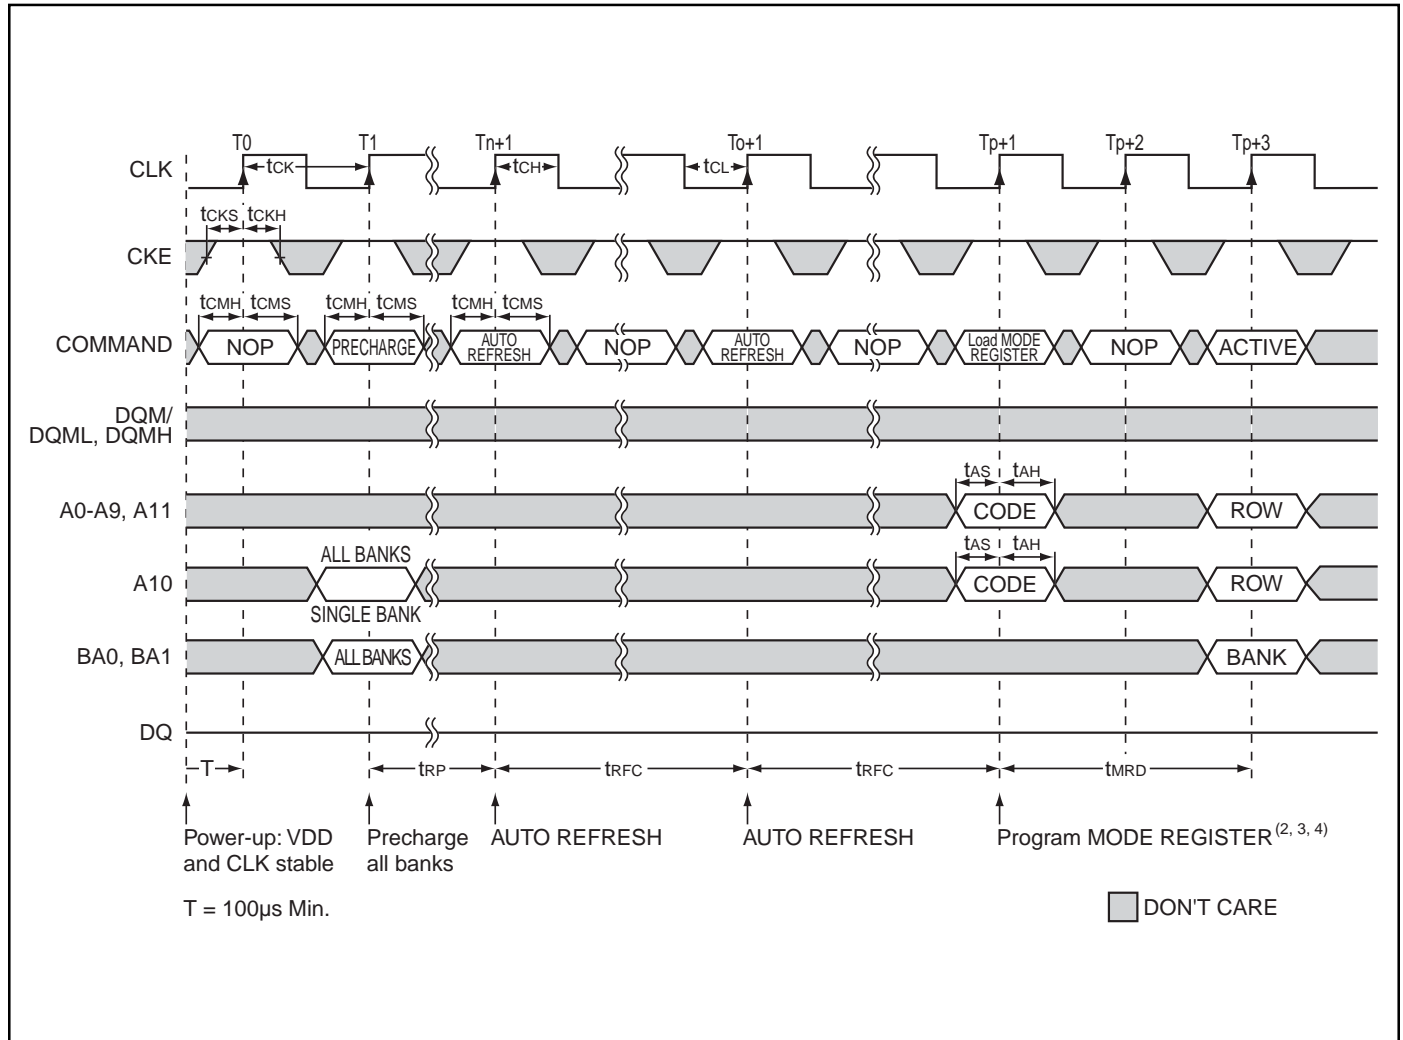 T0 T1 Tn+1 To+1 Tp+1 Tp+2 Tp+3
CLK tCK tCH tCL
tCKS tCKH
CKE
tCMH tCMS tCMH tCMS tCMH tCMS
COMMAND NOP PRECHARGE AUTO REFRESH NOP AUTO REFRESH NOP Load MODE REGISTER NOP ACTIVE
DQM/
DQML, DQMH
tAS tAH
A0-A9, A11 CODE ROW
ALL BANKS tAS tAH
A10 CODE ROW
SINGLE BANK
BA0, BA1 ALL BANKS BANK
DQ
T tRP tRFC tRFC tMRD
Power-up: VDD
and CLK stable
Precharge
all banks
AUTO REFRESH
AUTO REFRESH
Program MODE REGISTER(2, 3, 4)
T = 100µs Min.
DON'T CARE